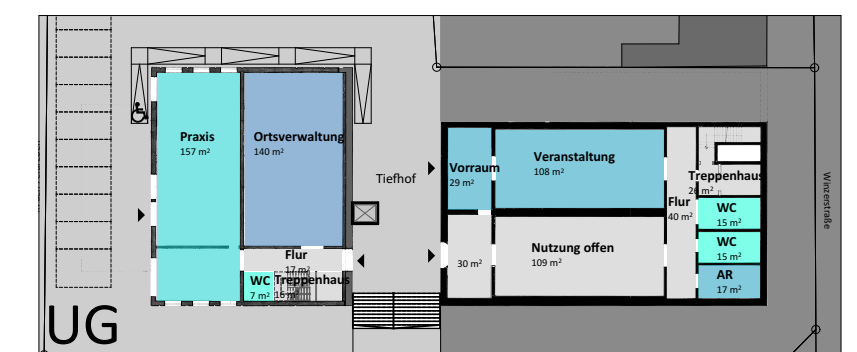 Praxis
157 m²
Ortsverwaltung
140 m²
Tiefhof
Vorraum
29 m²
Veranstaltung
108 m²
Treppenhaus
26 m²
Flur
40 m²
WC
15 m²
WC
15 m²
AR
17 m²
Nutzung offen
109 m²
30 m²
Flur
17 m²
WC
7 m²
Treppenhaus
16 m²
Winzerstraße
UG